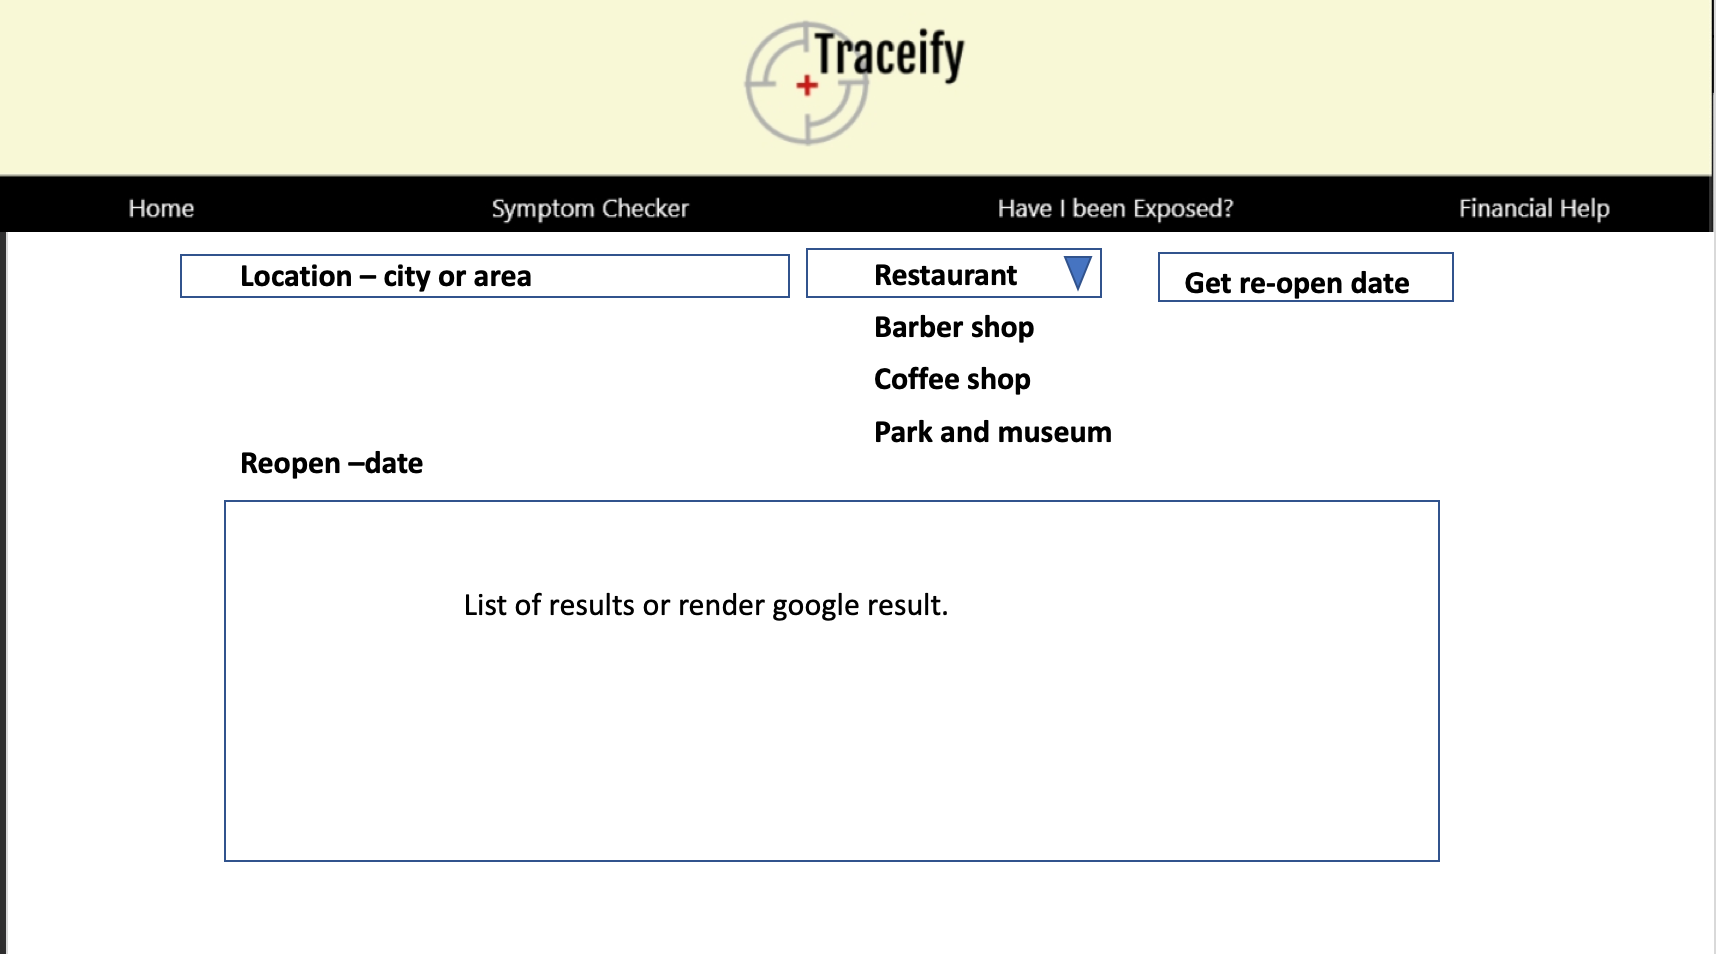 Traceify
Home Symptom Checker Have I been Exposed? Financial Help
Location – city or area Restaurant Get re-open date
Barber shop
Coffee shop
Park and museum
Reopen –date
List of results or render google result.